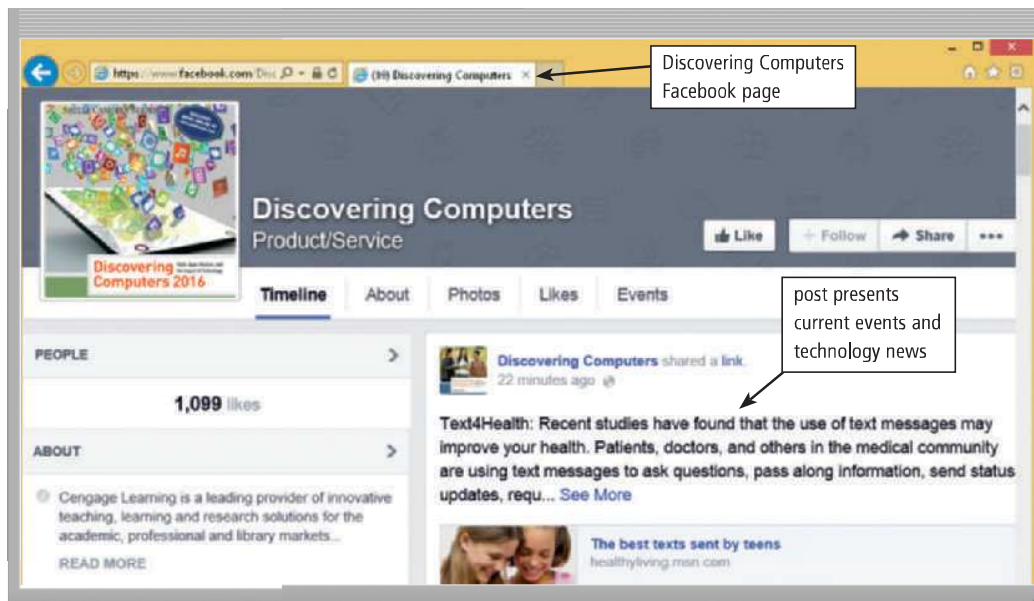 https://www.facebook.com/Disc
(19) Discovering Computers
Discovering Computers
Facebook page
Discovering
Computers 2016
Discovering Computers
Product/Service
Like
+ Follow
Share
Timeline
About
Photos
Likes
Events
post presents
current events and
technology news
PEOPLE
1,099 likes
ABOUT
Cengage Learning is a leading provider of innovative
teaching, learning and research solutions for the
academic, professional and library markets...
READ MORE
Discovering Computers shared a link.
22 minutes ago
Text4Health: Recent studies have found that the use of text messages may
improve your health. Patients, doctors, and others in the medical community
are using text messages to ask questions, pass along information, send status
updates, requ... See More
The best texts sent by teens
healthyliving.msn.com